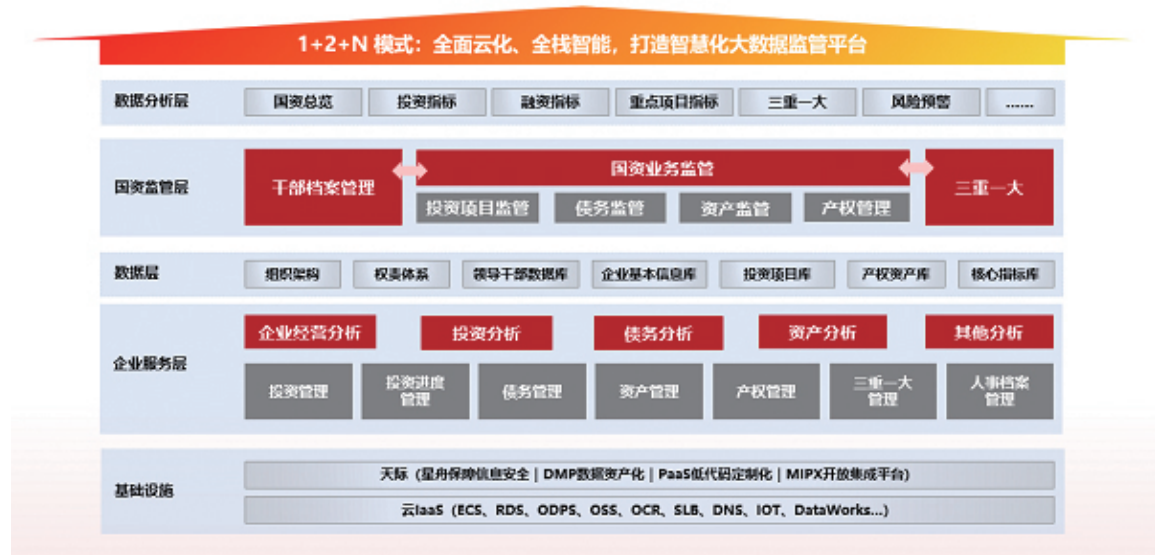 1+2+N 模式：全面云化、全栈智能，打造智慧化大数据监管平台
数据分析层
国资总览
投资指标
融资指标
重点项目指标
三重一大
风险预警
......
国资监管层
干部档案管理
国资业务监管
三重一大
投资项目监管
债务监管
资产监管
产权管理
数据层
组织架构
权责体系
领导干部数据库
企业基本信息库
投资项目库
产权资产库
核心指标库
企业服务层
企业经营分析
投资分析
债务分析
资产分析
其他分析
投资管理
投资进度
管理
债务管理
资产管理
产权管理
三重一大
管理
人事档案
管理
基础设施
天际（星舟保障信息安全 | DMP数据资产化 | PaaS低代码定制化 | MIPX开放集成平台)
云IaaS（ECS、RDS、ODPS、OSS、OCR、SLB、DNS、IOT、DataWorks...）